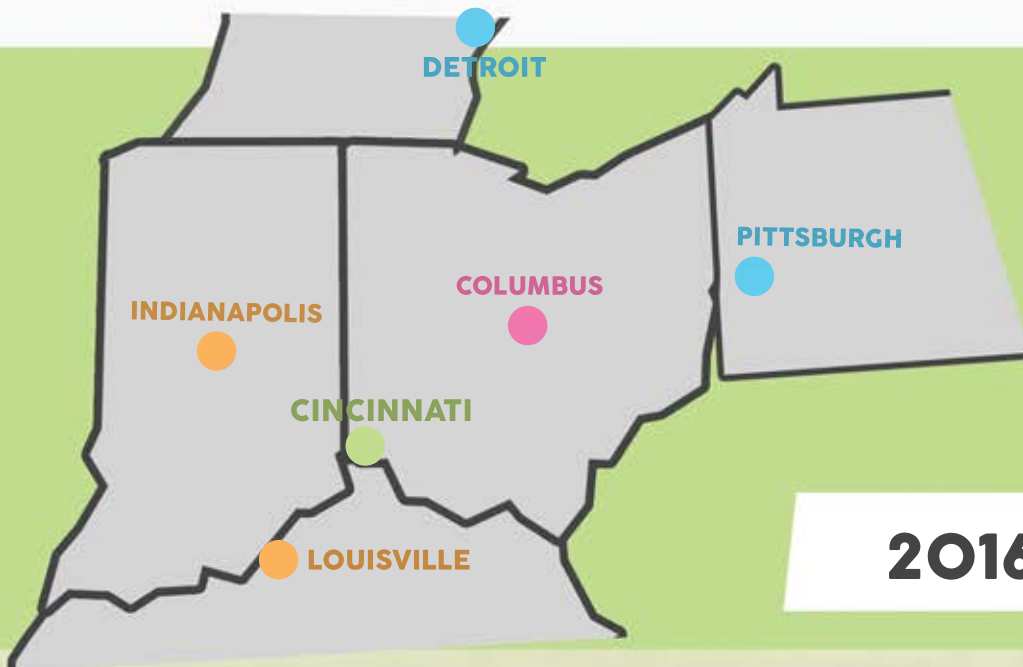 DETROIT
PITTSBURGH
COLUMBUS
INDIANAPOLIS
CINCINNATI
LOUISVILLE
2016